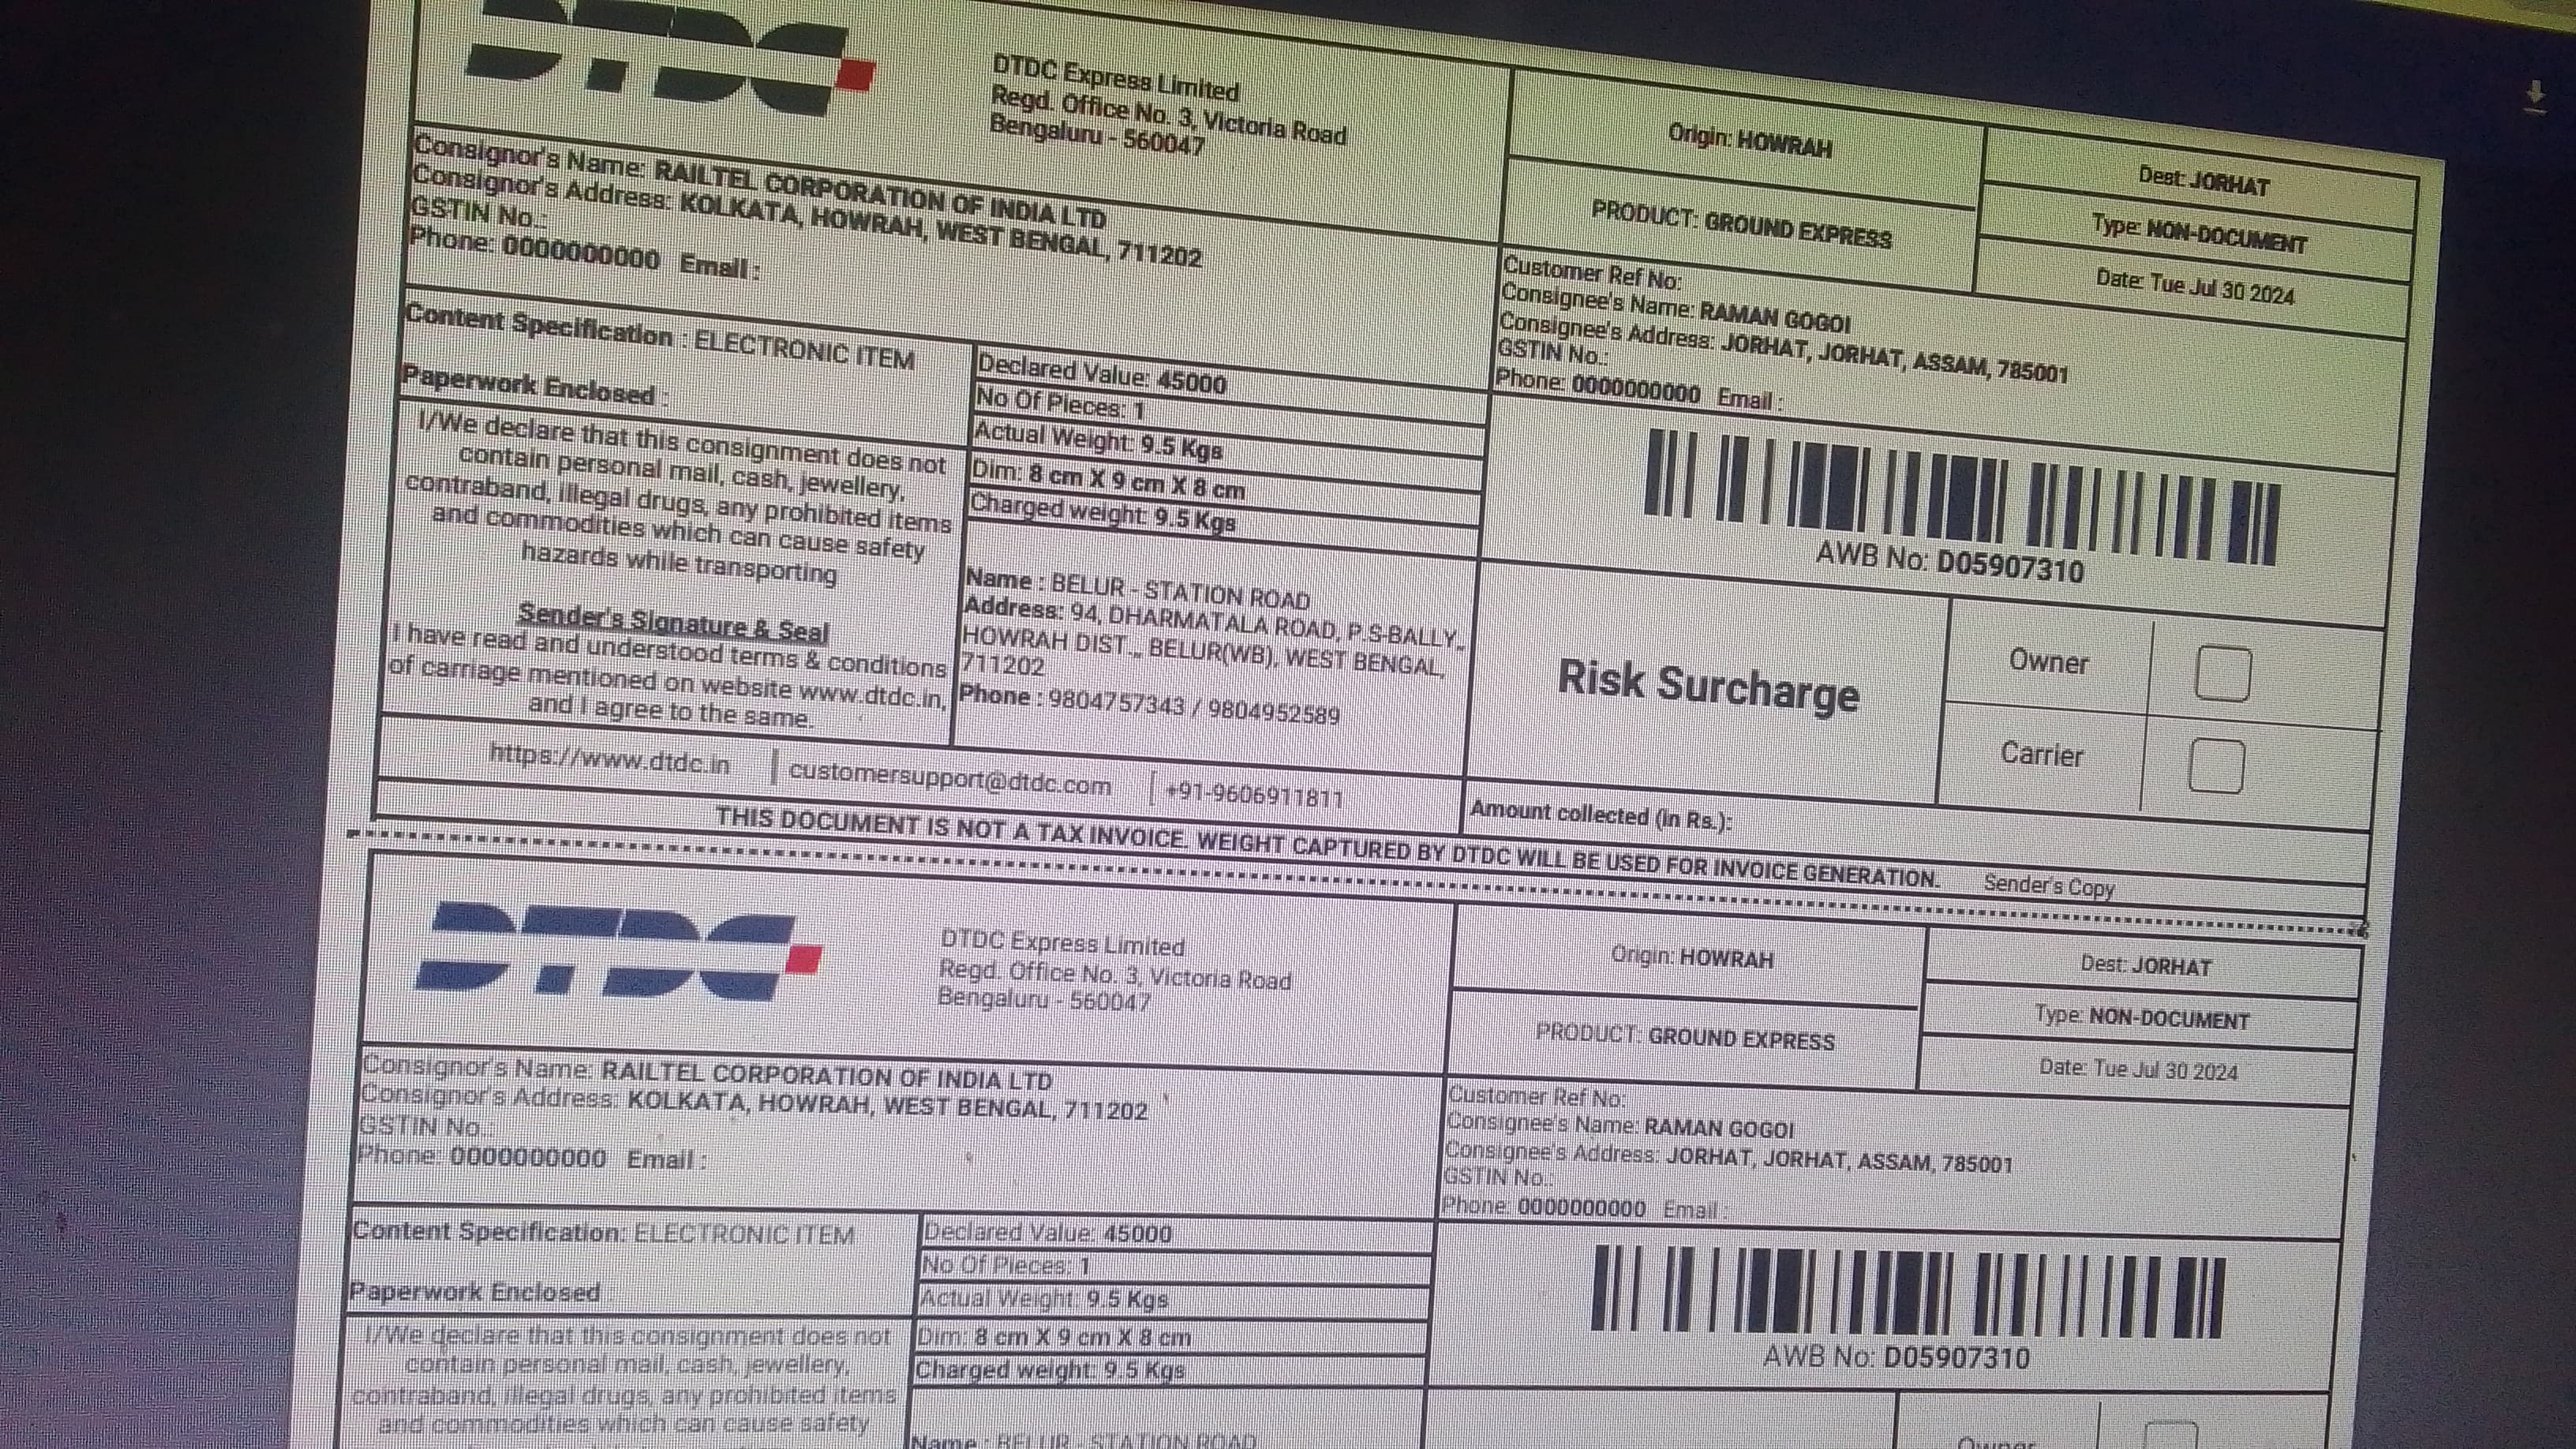 DTDC
DTDC Express Limited
Regd. Office No. 3, Victoria Road
Bengaluru - 560047
Origin: HOWRAH
Dest: JORHAT
PRODUCT: GROUND EXPRESS
Type: NON-DOCUMENT
Date: Tue Jul 30 2024
Consignor's Name: RAILTEL CORPORATION OF INDIA LTD
Consignor's Address: KOLKATA, HOWRAH, WEST BENGAL, 711202
GSTIN No.:
Phone: 0000000000 Email :
Customer Ref No:
Consignee's Name: RAMAN GOGOI
Consignee's Address: JORHAT, JORHAT, ASSAM, 785001
GSTIN No.:
Phone: 0000000000 Email :
Content Specification : ELECTRONIC ITEM
Paperwork Enclosed :
Declared Value: 45000
No Of Pieces: 1
Actual Weight: 9.5 Kgs
Dim: 8 cm X 9 cm X 8 cm
Charged weight: 9.5 Kgs
AWB No: D05907310
I/We declare that this consignment does not
contain personal mail, cash, jewellery,
contraband, illegal drugs, any prohibited items
and commodities which can cause safety
hazards while transporting
Sender's Signature & Seal
I have read and understood terms & conditions
of carriage mentioned on website www.dtdc.in,
and I agree to the same.
Name : BELUR - STATION ROAD
Address: 94, DHARMATALA ROAD, P.S-BALLY,,
HOWRAH DIST.,, BELUR(WB), WEST BENGAL,
711202
Phone : 9804757343 / 9804952589
Risk Surcharge
Owner
Carrier
https://www.dtdc.in | customersupport@dtdc.com | +91-9606911811
Amount collected (in Rs.):
THIS DOCUMENT IS NOT A TAX INVOICE. WEIGHT CAPTURED BY DTDC WILL BE USED FOR INVOICE GENERATION. Sender's Copy
DTDC
DTDC Express Limited
Regd. Office No. 3, Victoria Road
Bengaluru - 560047
Origin: HOWRAH
Dest: JORHAT
PRODUCT: GROUND EXPRESS
Type: NON-DOCUMENT
Date: Tue Jul 30 2024
Consignor's Name: RAILTEL CORPORATION OF INDIA LTD
Consignor's Address: KOLKATA, HOWRAH, WEST BENGAL, 711202
GSTIN No.:
Phone: 0000000000 Email :
Customer Ref No:
Consignee's Name: RAMAN GOGOI
Consignee's Address: JORHAT, JORHAT, ASSAM, 785001
GSTIN No.:
Phone: 0000000000 Email :
Content Specification: ELECTRONIC ITEM
Paperwork Enclosed
Declared Value: 45000
No Of Pieces: 1
Actual Weight: 9.5 Kgs
Dim: 8 cm X 9 cm X 8 cm
Charged weight: 9.5 Kgs
AWB No: D05907310
I/We declare that this consignment does not
contain personal mail, cash, jewellery,
contraband, illegal drugs, any prohibited items
and commodities which can cause safety
Name : BELUR - STATION ROAD
Owner